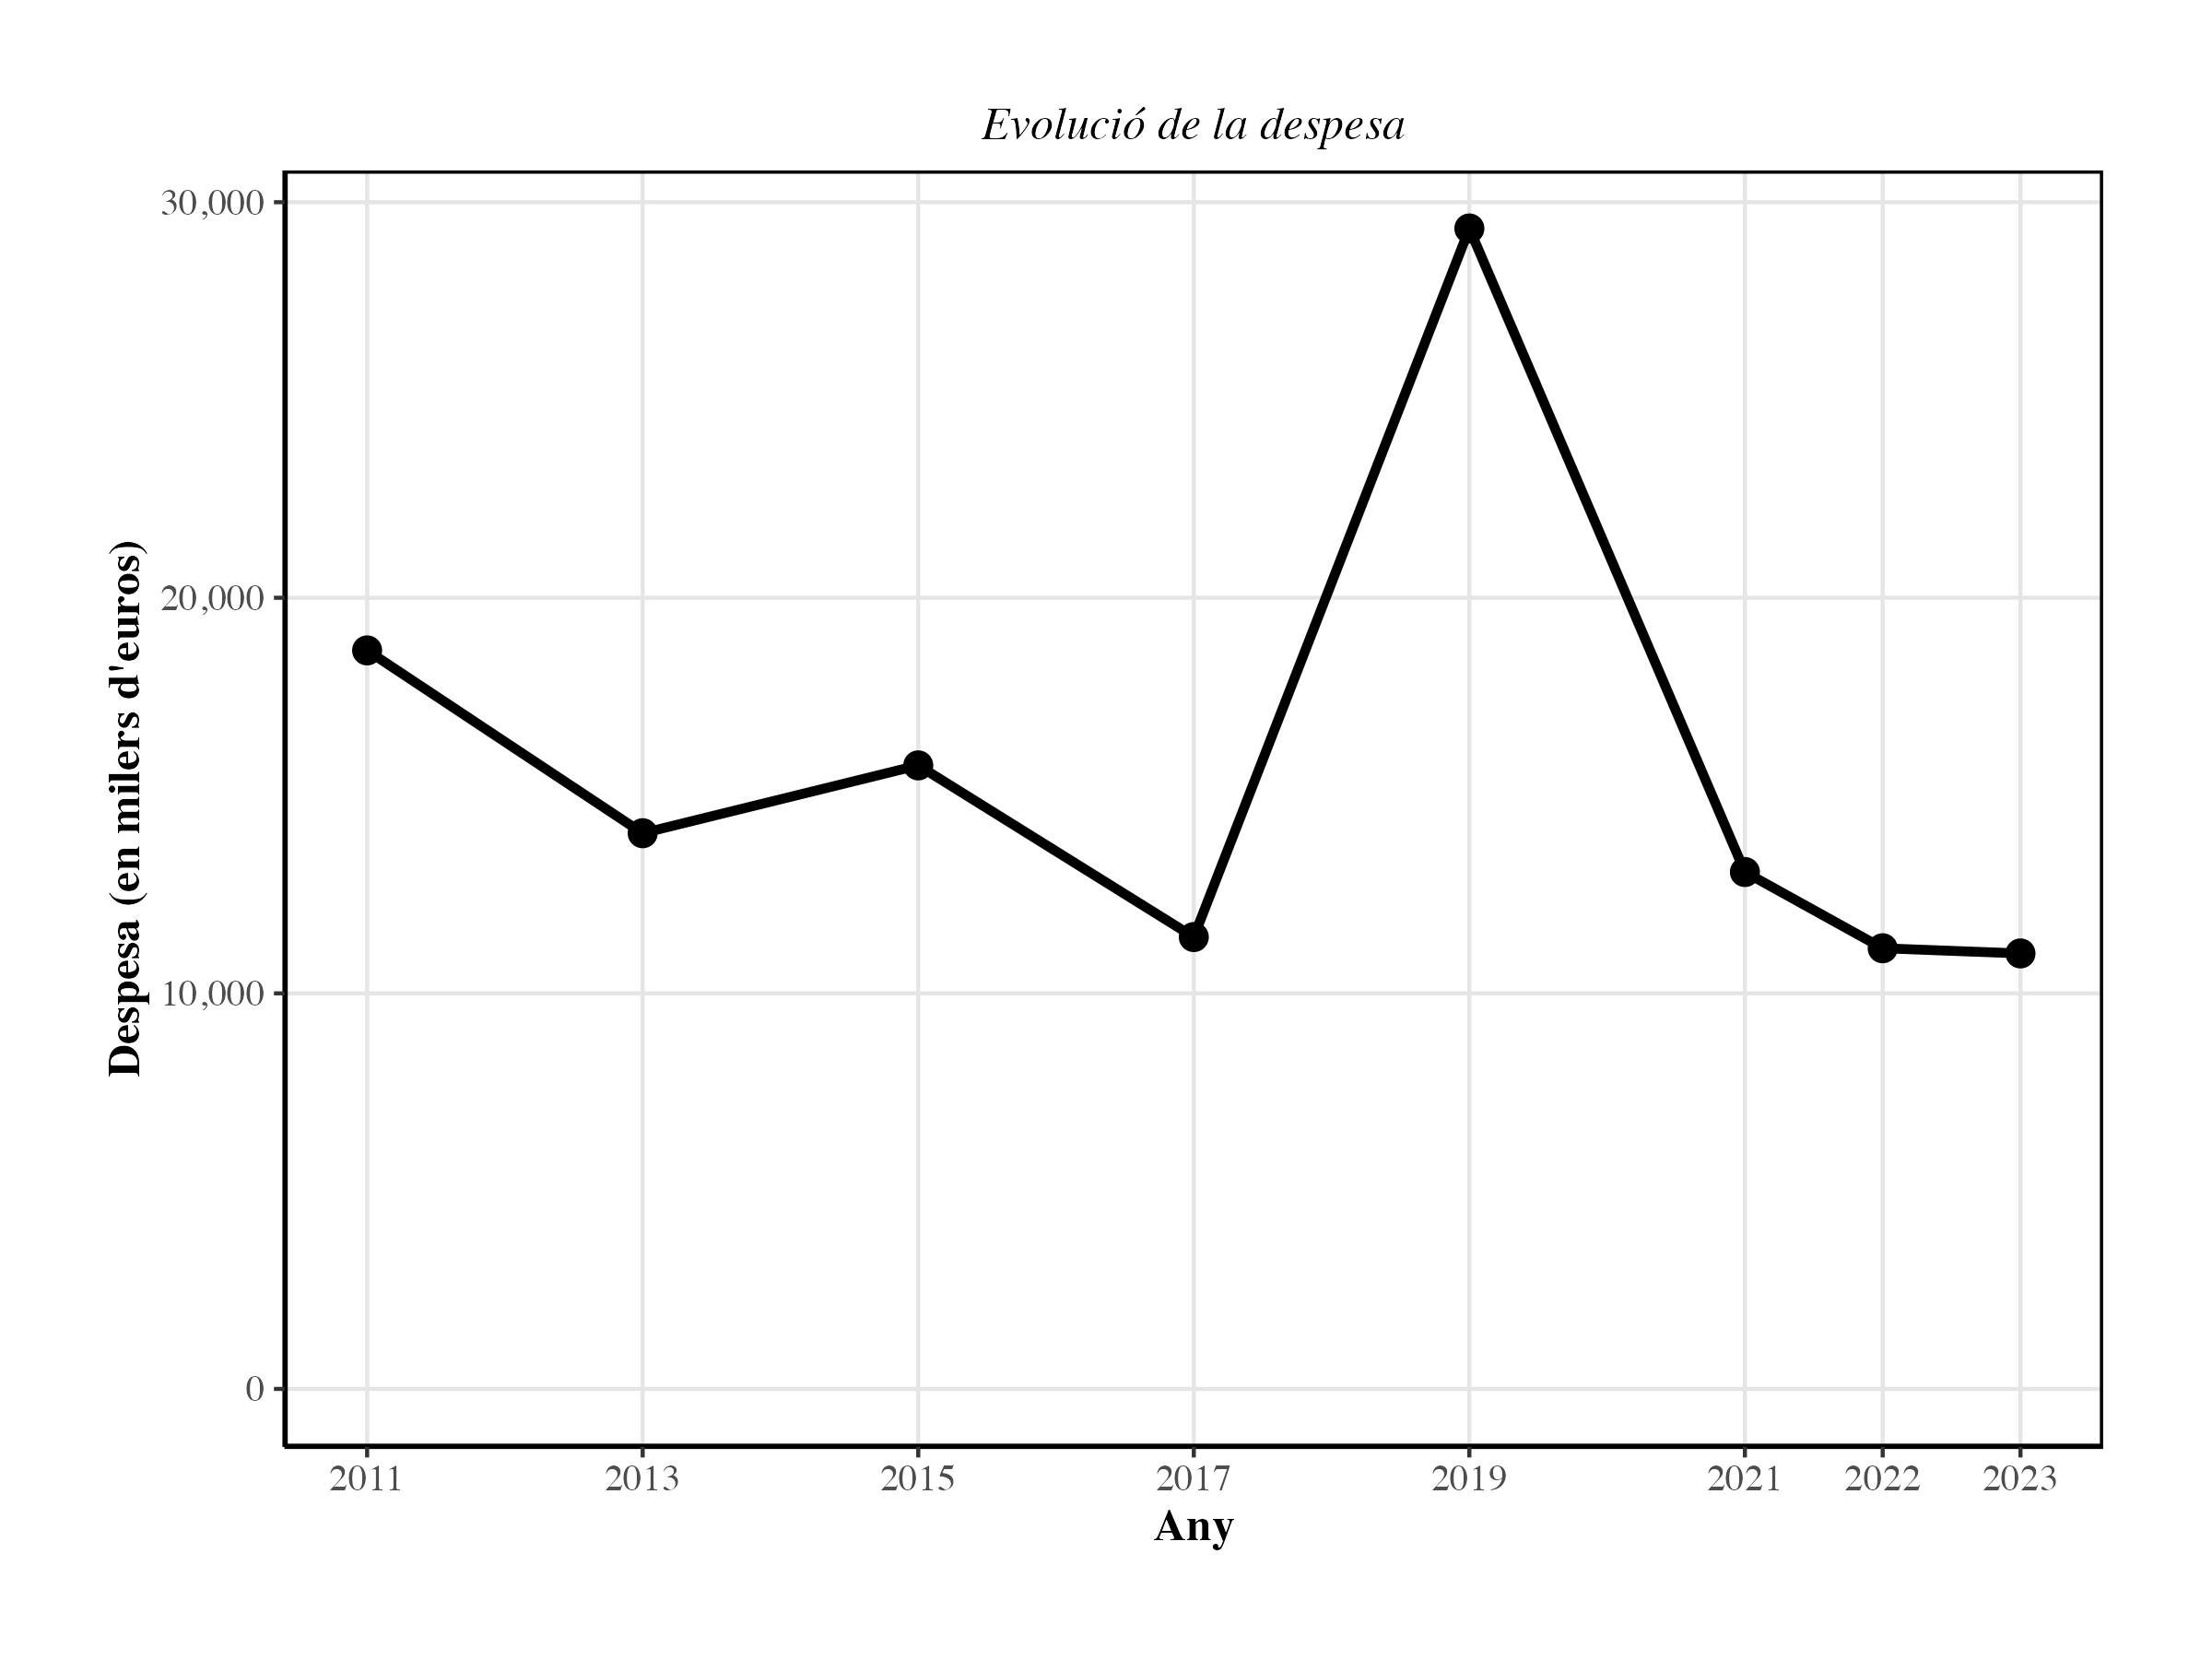 Evolució de la despesa
Despesa (en milers d'euros)
30,000
20,000
10,000
0
2011 2013 2015 2017 2019 2021 2022 2023
Any